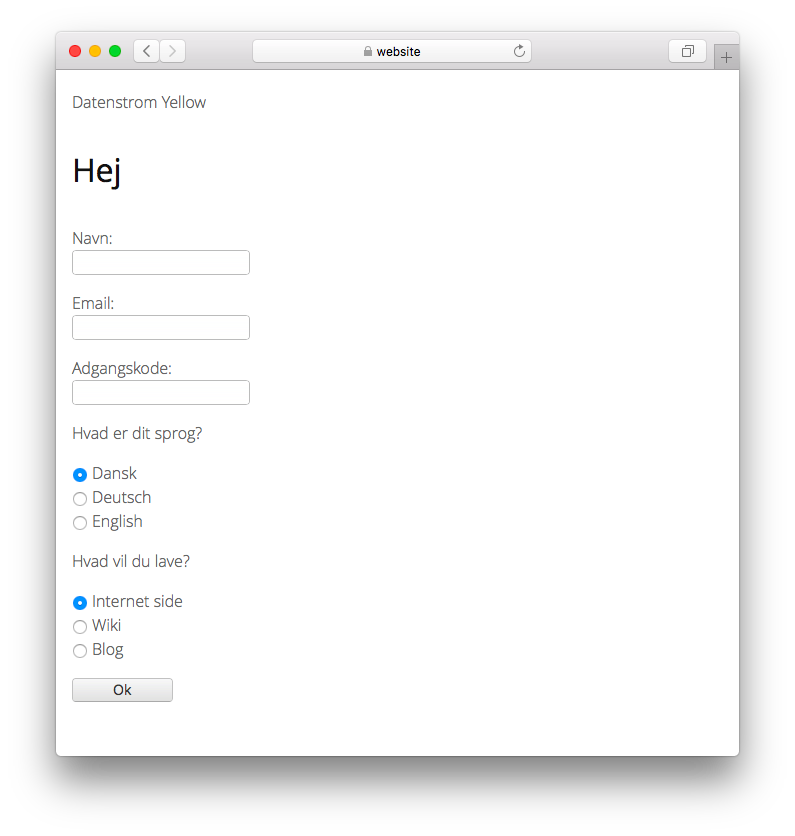 website
Datenstrom Yellow
Hej
Navn:
Email:
Adgangskode:
Hvad er dit sprog?
Dansk
Deutsch
English
Hvad vil du lave?
Internet side
Wiki
Blog
Ok